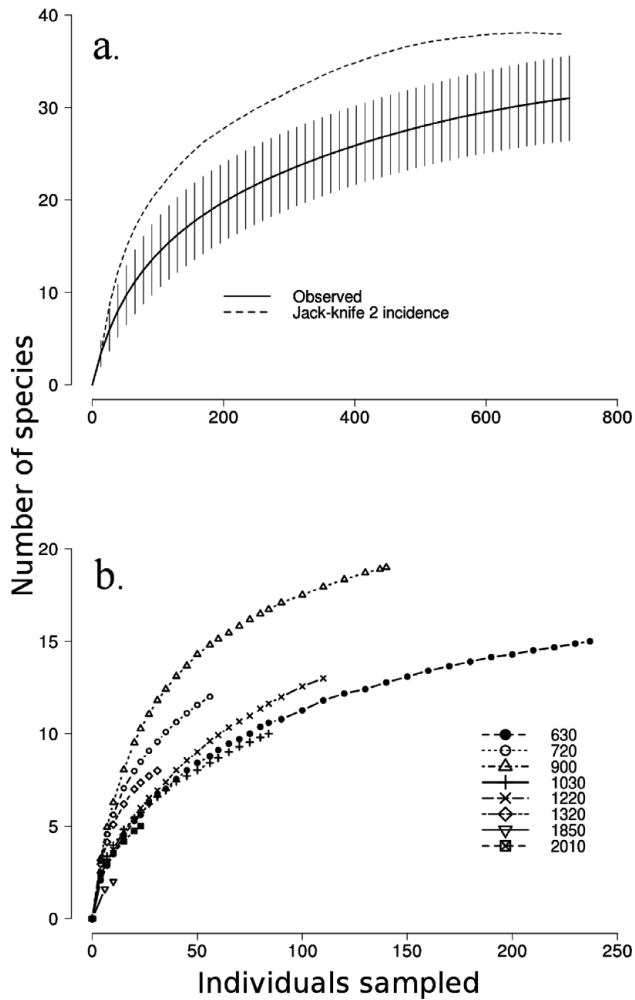 a.
40
30
20
10
0
Observed
Jack-knife 2 incidence
0 200 400 600 800
Number of species
b.
20
15
10
5
0
630
720
900
1030
1220
1320
1850
2010
0 50 100 150 200 250
Individuals sampled